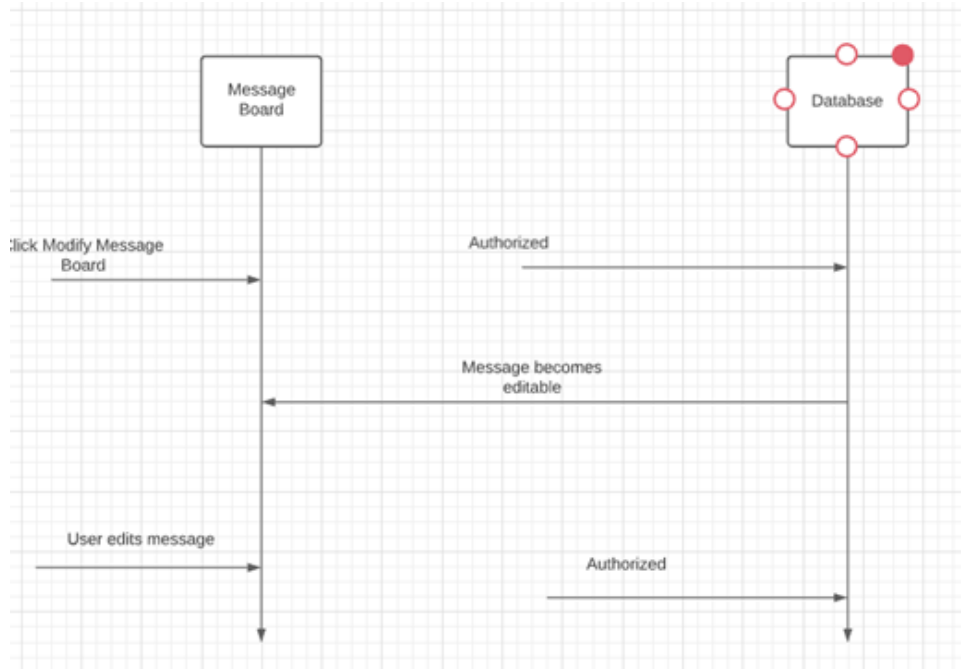 Message
Board
Database
lick Modify Message
Board
Authorized
Message becomes
editable
User edits message
Authorized